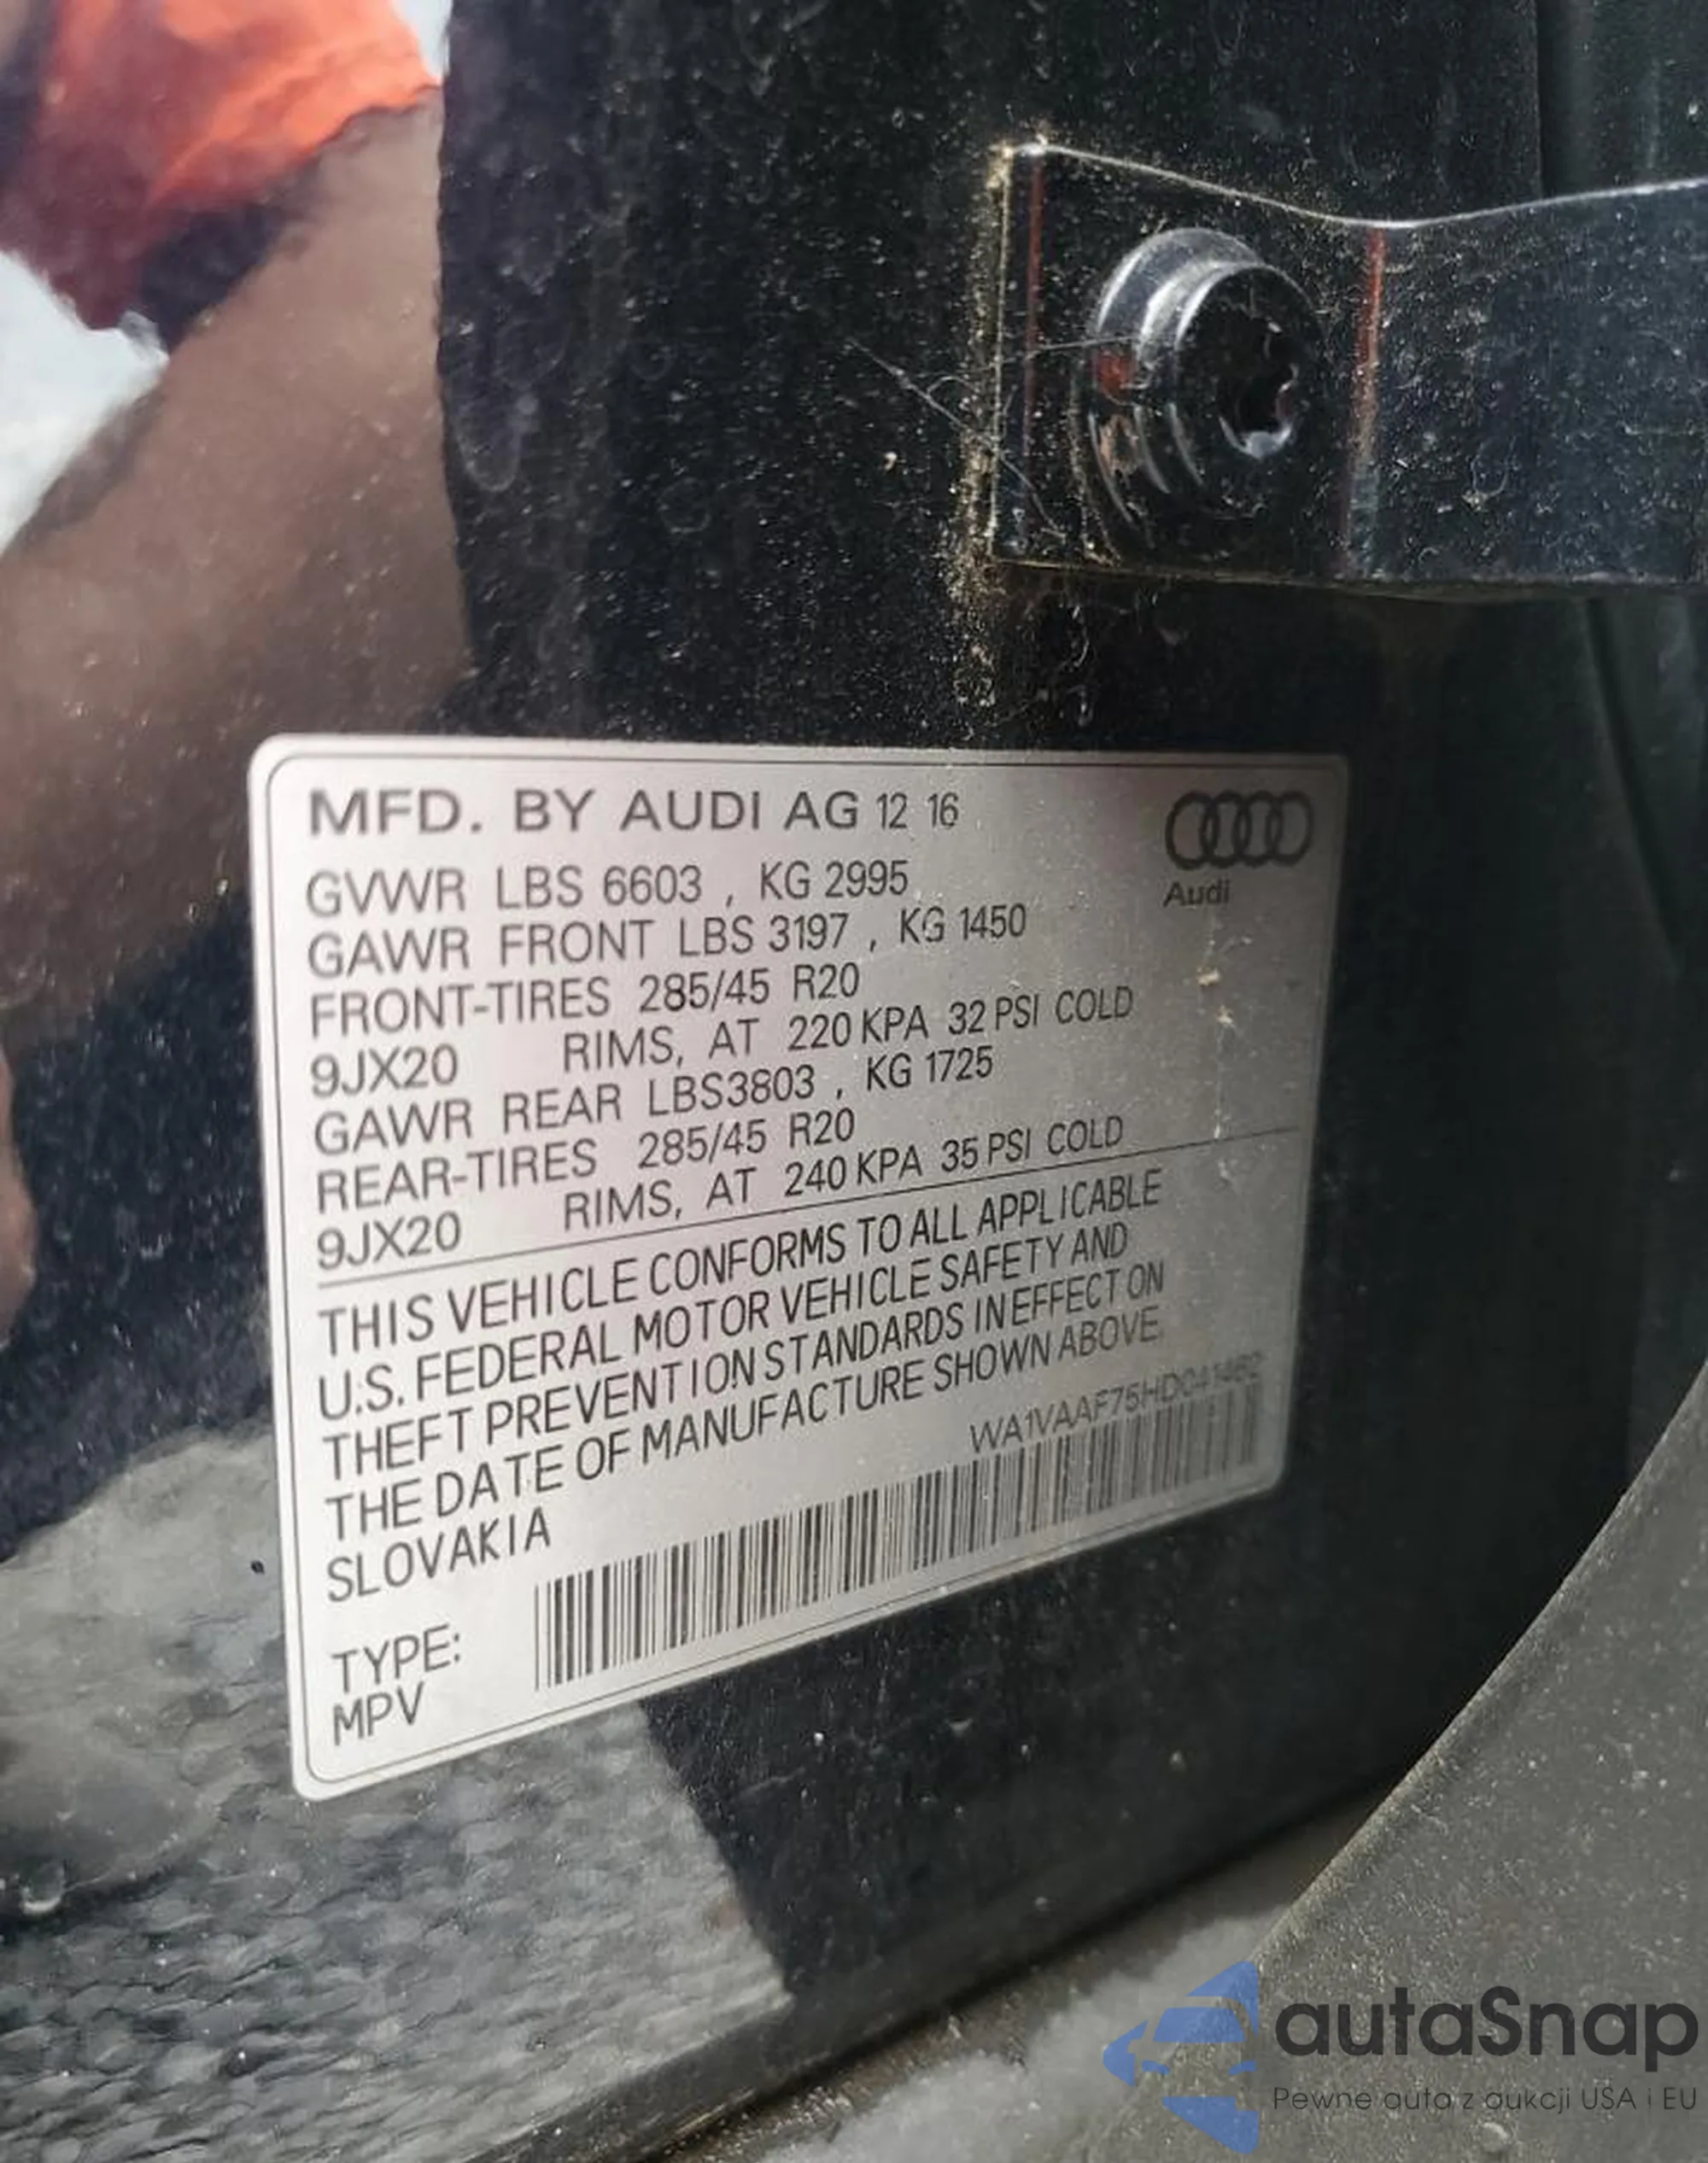 MFD. BY AUDI AG 12 16
Audi
GVWR LBS 6603 , KG 2995
GAWR FRONT LBS 3197 , KG 1450
FRONT-TIRES 285/45 R20
9JX20 RIMS, AT 220 KPA 32 PSI COLD
GAWR REAR LBS3803 , KG 1725
REAR-TIRES 285/45 R20
9JX20 RIMS, AT 240 KPA 35 PSI COLD
THIS VEHICLE CONFORMS TO ALL APPLICABLE
U.S. FEDERAL MOTOR VEHICLE SAFETY AND
THEFT PREVENTION STANDARDS IN EFFECT ON
THE DATE OF MANUFACTURE SHOWN ABOVE.
SLOVAKIA
TYPE:
MPV
autaSnap
Pewne auta z aukcji USA i EU